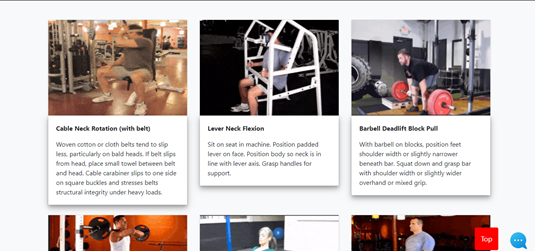 Cable Neck Rotation (with belt)
Woven cotton or cloth belts tend to slip
less, particularly on bald heads. If belt slips
from head, place small towel between belt
and head. Cable carabiner slips to one side
on square buckles and stresses belts
structural integrity under heavy loads.
Lever Neck Flexion
Sit on seat in machine. Position padded
lever on face. Position body so neck is in
line with lever axis. Grasp handles for
support.
Barbell Deadlift Block Pull
With barbell on blocks, position feet
shoulder width or slightly narrower
beneath bar. Squat down and grasp bar
with shoulder width or slightly wider
overhand or mixed grip.
Top